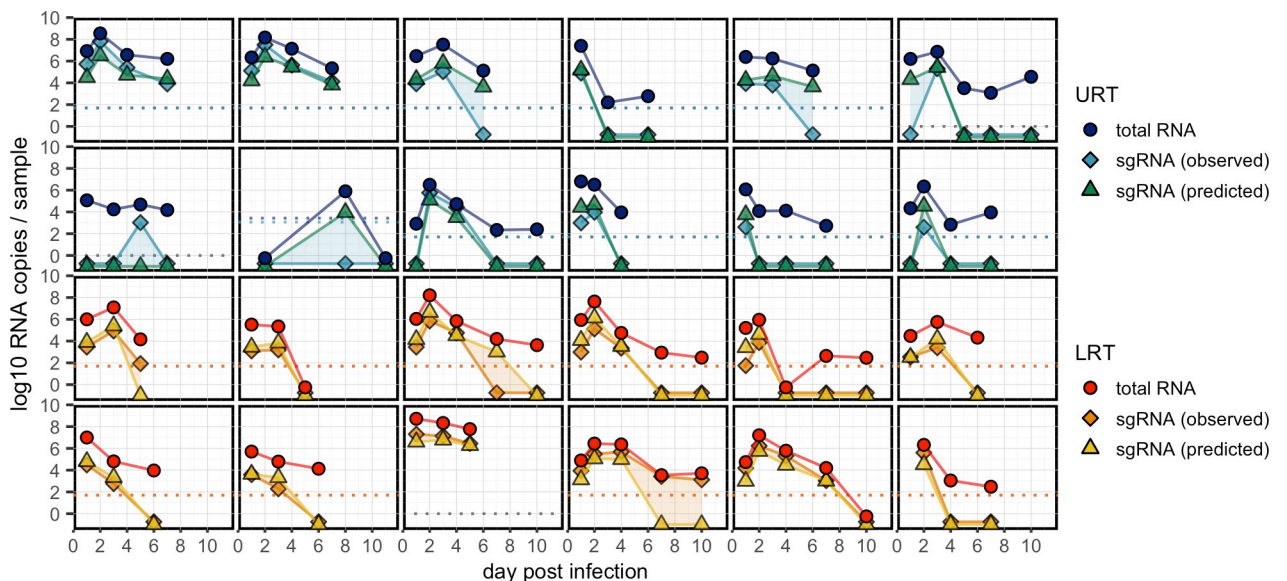 log10 RNA copies / sample
10
8
6
4
2
0
10
8
6
4
2
0
10
8
6
4
2
0
10
8
6
4
2
0
0 2 4 6 8 10 0 2 4 6 8 10 0 2 4 6 8 10 0 2 4 6 8 10 0 2 4 6 8 10 0 2 4 6 8 10
day post infection
URT
total RNA
sgRNA (observed)
sgRNA (predicted)
LRT
total RNA
sgRNA (observed)
sgRNA (predicted)